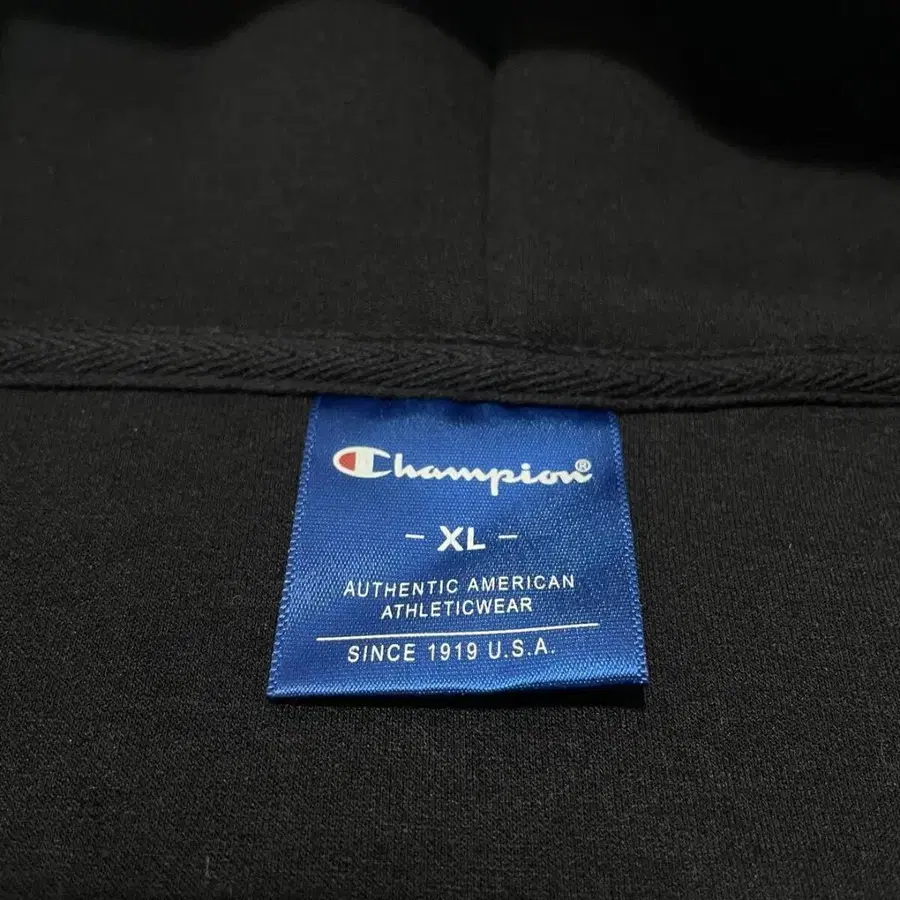 Champion®
- XL -
AUTHENTIC AMERICAN
ATHLETICWEAR
SINCE 1919 U.S.A.